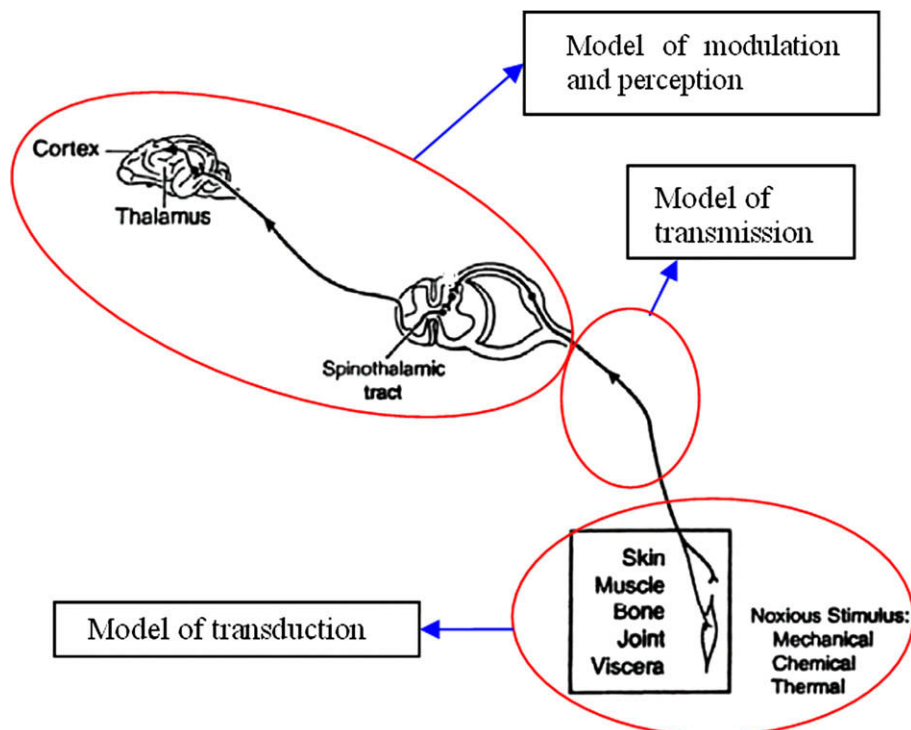 Model of modulation
and perception
Cortex
Thalamus
Model of
transmission
Spinothalamic
tract
Skin
Muscle
Bone
Joint
Viscera
Noxious Stimulus:
Mechanical
Chemical
Thermal
Model of transduction